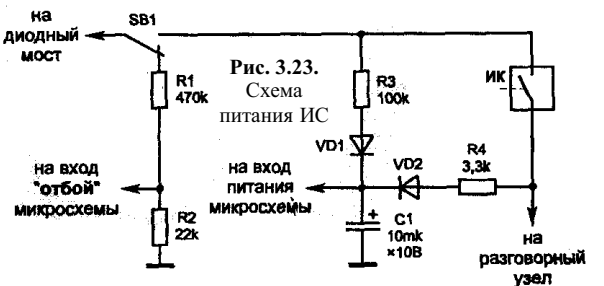 на
диодный
мост
SB1
R1
470k
Рис. 3.23.
Схема
питания ИС
R3
100k
ИК
VD1
на вход
"отбой"
микросхемы
на вход
питания
микросхемы
VD2
R4
3,3k
R2
22k
+
C1
10mk
×10В
на
разговорный
узел